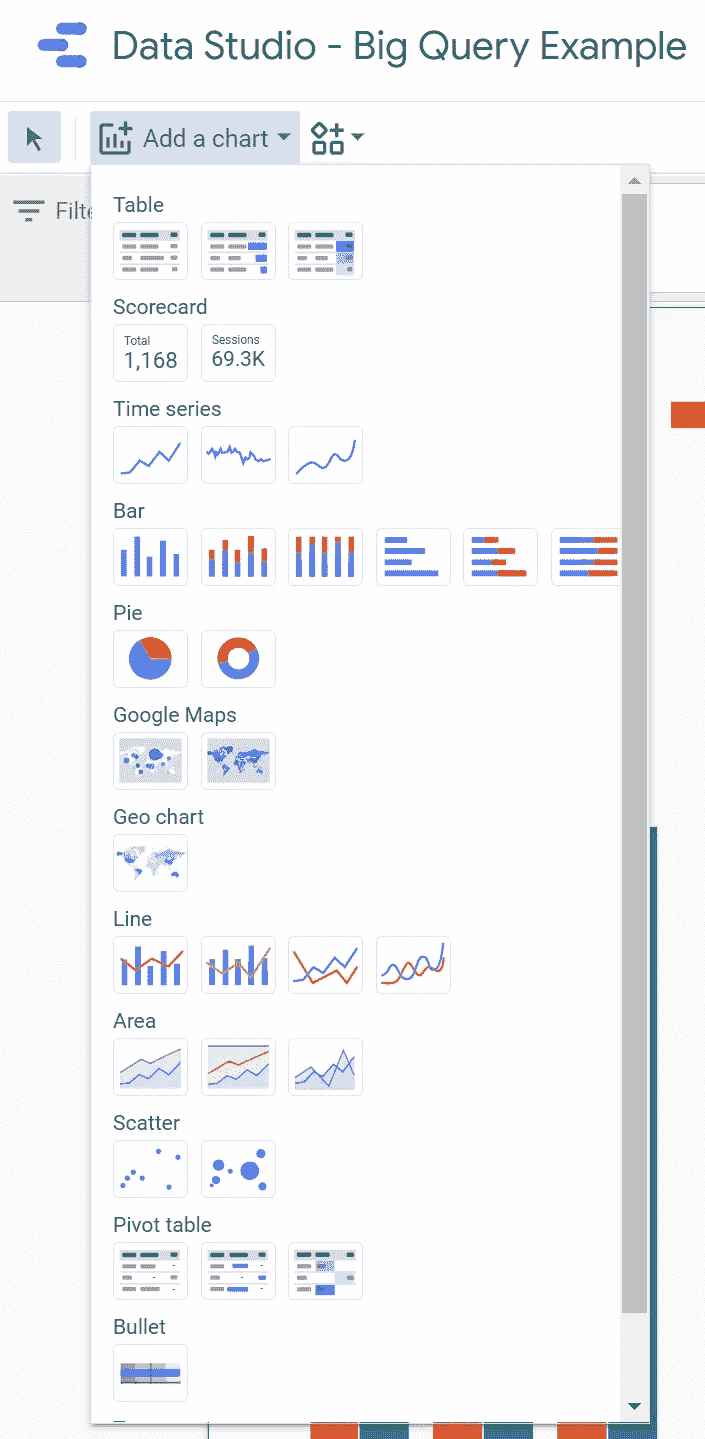 Data Studio - Big Query Example
Add a chart
Filte
Table
Scorecard
Total
1,168
Sessions
69.3K
Time series
Bar
Pie
Google Maps
Geo chart
Line
Area
Scatter
Pivot table
Bullet